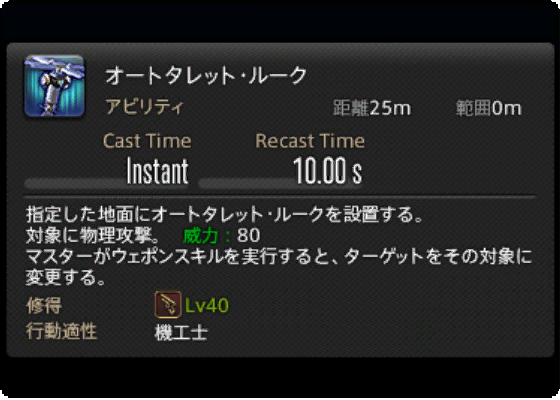 オートタレット・ルーク
アビリティ 距離25m 範囲0m
Cast Time Recast Time
Instant 10.00 s
指定した地面にオートタレット・ルークを設置する。
対象に物理攻撃。 威力：80
マスターがウェポンスキルを実行すると、ターゲットをその対象に
変更する。
修得 Lv40
行動適性 機工士